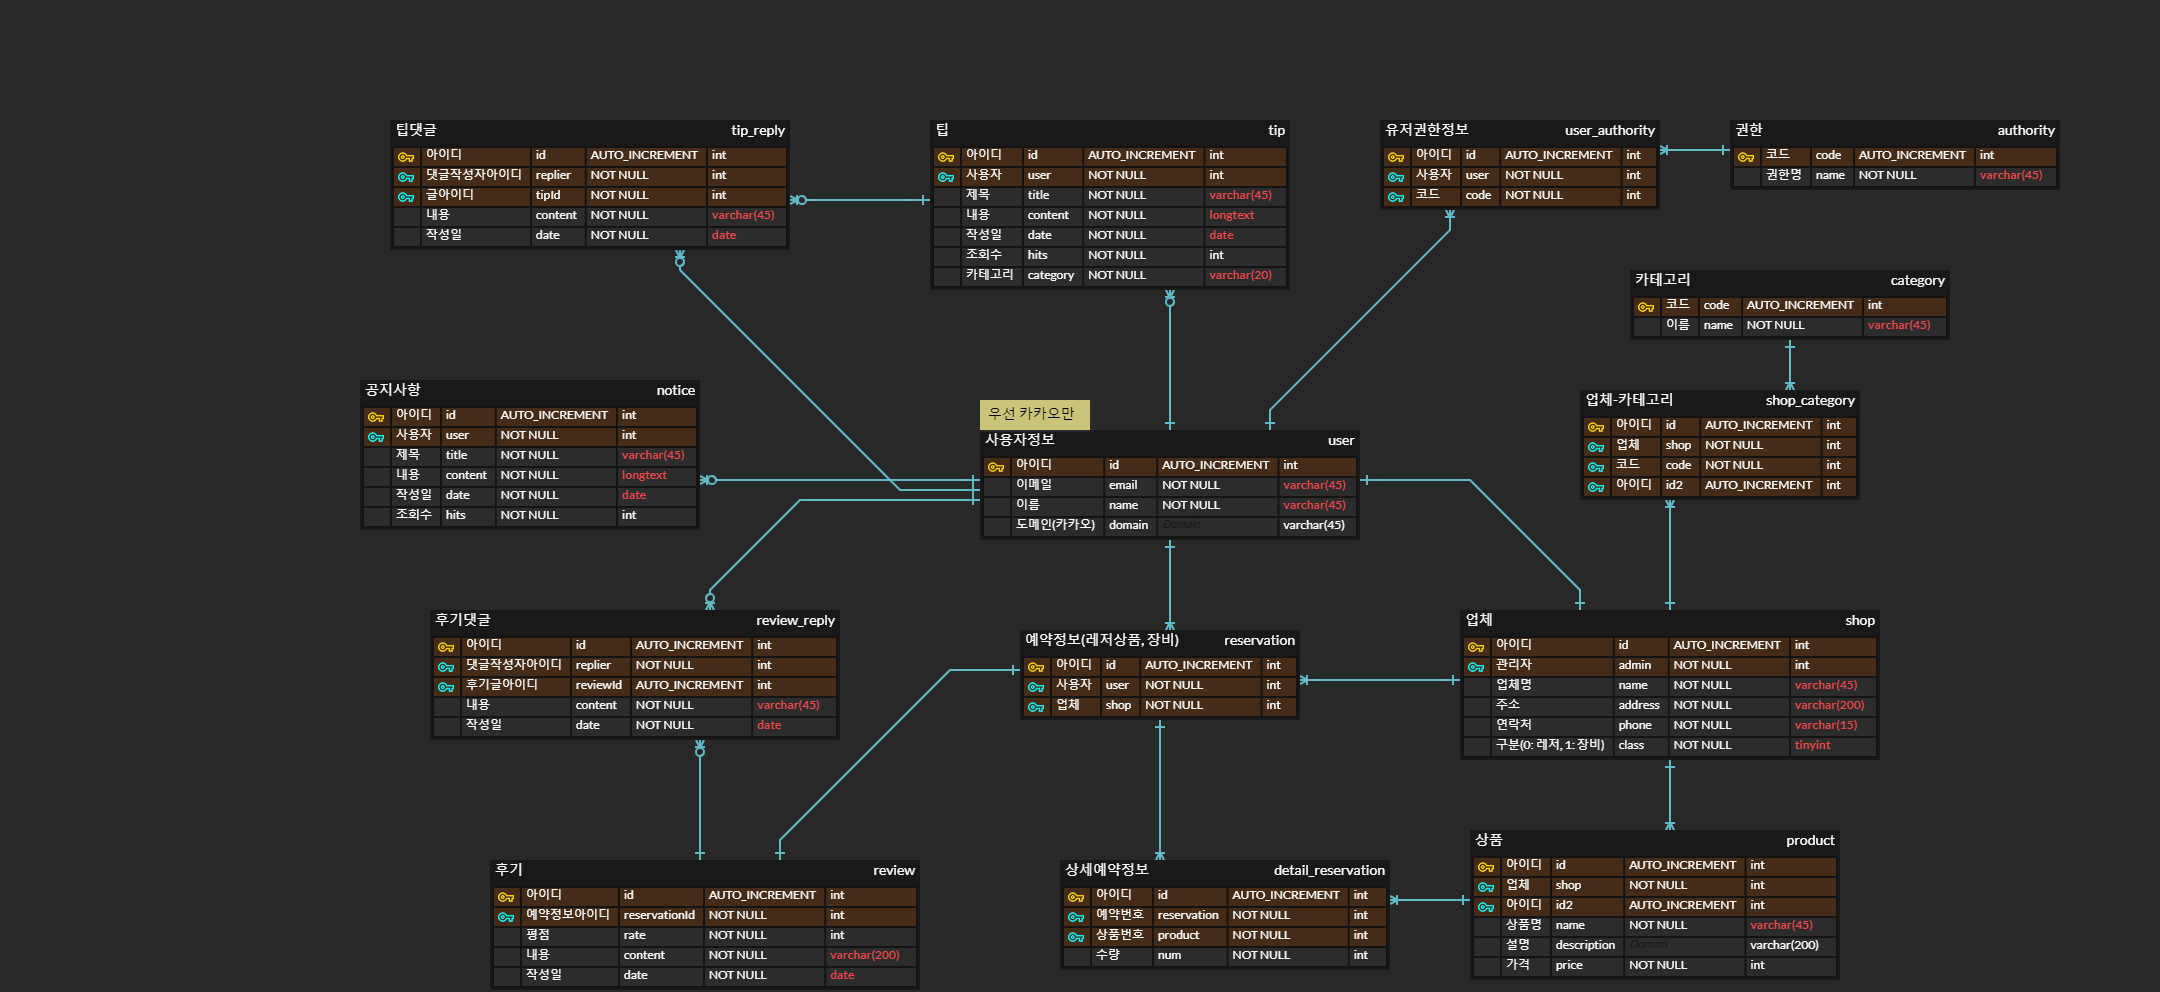 팁댓글 tip_reply
아이디 id AUTO_INCREMENT int
댓글작성자아이디 replier NOT NULL int
글아이디 tipId NOT NULL int
내용 content NOT NULL varchar(45)
작성일 date NOT NULL date
팁 tip
아이디 id AUTO_INCREMENT int
사용자 user NOT NULL int
제목 title NOT NULL varchar(45)
내용 content NOT NULL longtext
작성일 date NOT NULL date
조회수 hits NOT NULL int
카테고리 category NOT NULL varchar(20)
유저권한정보 user_authority
아이디 id AUTO_INCREMENT int
사용자 user NOT NULL int
코드 code NOT NULL int
권한 authority
코드 code AUTO_INCREMENT int
권한명 name NOT NULL varchar(45)
카테고리 category
코드 code AUTO_INCREMENT int
이름 name NOT NULL varchar(45)
공지사항 notice
아이디 id AUTO_INCREMENT int
사용자 user NOT NULL int
제목 title NOT NULL varchar(45)
내용 content NOT NULL longtext
작성일 date NOT NULL date
조회수 hits NOT NULL int
우선 카카오만
사용자정보 user
아이디 id AUTO_INCREMENT int
이메일 email NOT NULL varchar(45)
이름 name NOT NULL varchar(45)
도메인(카카오) domain Domain varchar(45)
업체-카테고리 shop_category
아이디 id AUTO_INCREMENT int
업체 shop NOT NULL int
코드 code NOT NULL int
아이디 id2 AUTO_INCREMENT int
후기댓글 review_reply
아이디 id AUTO_INCREMENT int
댓글작성자아이디 replier NOT NULL int
후기글아이디 reviewId AUTO_INCREMENT int
내용 content NOT NULL varchar(45)
작성일 date NOT NULL date
예약정보(레저상품, 장비) reservation
아이디 id AUTO_INCREMENT int
사용자 user NOT NULL int
업체 shop NOT NULL int
업체 shop
아이디 id AUTO_INCREMENT int
관리자 admin NOT NULL int
업체명 name NOT NULL varchar(45)
주소 address NOT NULL varchar(200)
연락처 phone NOT NULL varchar(15)
구분(0: 레저, 1: 장비) class NOT NULL tinyint
후기 review
아이디 id AUTO_INCREMENT int
예약정보아이디 reservationId NOT NULL int
평점 rate NOT NULL int
내용 content NOT NULL varchar(200)
작성일 date NOT NULL date
상세예약정보 detail_reservation
아이디 id AUTO_INCREMENT int
예약번호 reservation NOT NULL int
상품번호 product NOT NULL int
수량 num NOT NULL int
상품 product
아이디 id AUTO_INCREMENT int
업체 shop NOT NULL int
아이디 id2 AUTO_INCREMENT int
상품명 name NOT NULL varchar(45)
설명 description Domain varchar(200)
가격 price NOT NULL int